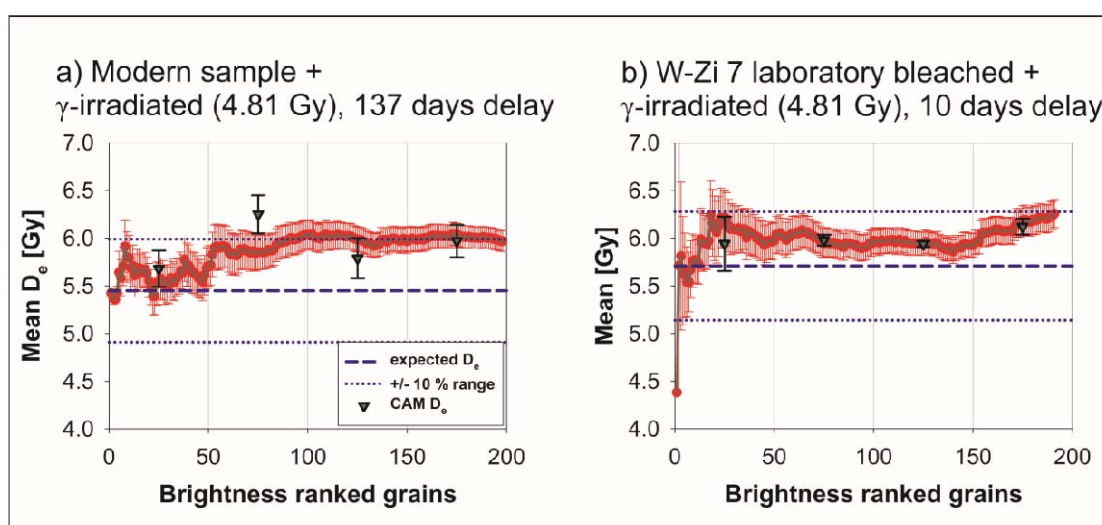 a) Modern sample +
γ-irradiated (4.81 Gy), 137 days delay
7.0
6.5
6.0
5.5
5.0
4.5
4.0
Mean Dₑ [Gy]
expected Dₑ
+/- 10 % range
CAM Dₑ
0 50 100 150 200
Brightness ranked grains
b) W-Zi 7 laboratory bleached +
γ-irradiated (4.81 Gy), 10 days delay
7.0
6.5
6.0
5.5
5.0
4.5
4.0
Mean [Gy]
0 50 100 150 200
Brightness ranked grains